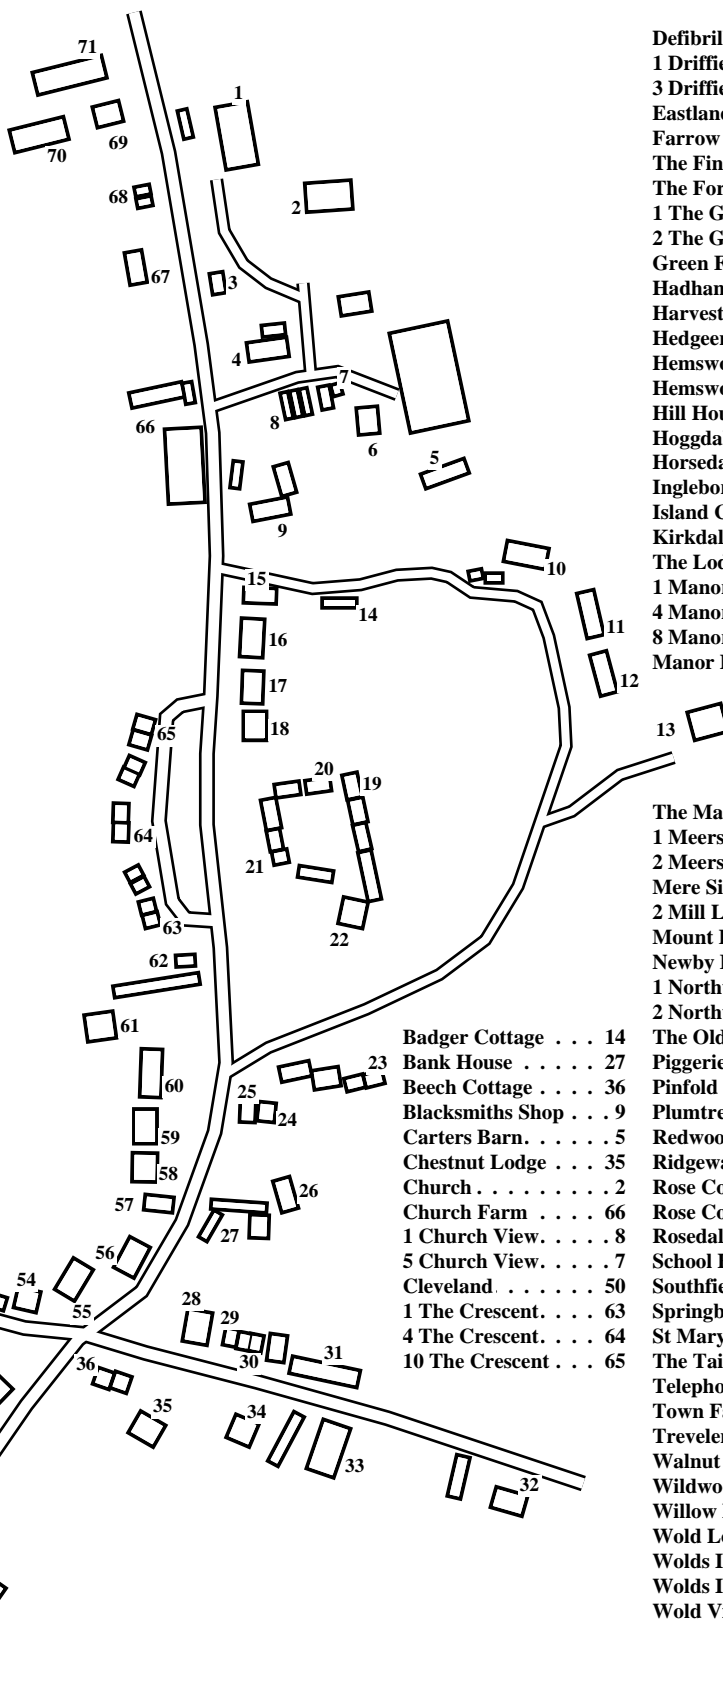 71
1
70
69
2
68
67
3
4
7
66
8
6
5
9
10
15
14
11
16
12
17
13
18
65
20
19
64
21
22
63
62
61
23
60
25
24
59
58
26
57
27
56
54
28
55
29
31
36
30
35
34
33
32
Badger Cottage . . . 14
Bank House . . . . . 27
Beech Cottage . . . . 36
Blacksmiths Shop . . . 9
Carters Barn. . . . . . 5
Chestnut Lodge . . . 35
Church . . . . . . . . . 2
Church Farm . . . . 66
1 Church View. . . . . 8
5 Church View. . . . . 7
Cleveland . . . . . . . 50
1 The Crescent. . . . 63
4 The Crescent. . . . 64
10 The Crescent . . . 65
Defibril
1 Driffie
3 Driffie
Eastland
Farrow
The Fin
The For
1 The G
2 The G
Green F
Hadham
Harvest
Hedgeer
Hemswo
Hemswo
Hill Hou
Hoggda
Horseda
Inglebor
Island C
Kirkdal
The Lod
1 Manor
4 Manor
8 Manor
Manor
The Ma
1 Meers
2 Meers
Mere Si
2 Mill L
Mount
Newby
1 North
2 North
The Old
Piggerie
Pinfold
Plumtre
Redwoo
Ridgewa
Rose Co
Rose Co
Rosedal
School
Southfie
Springb
St Mary
The Tai
Telepho
Town Fa
Treveler
Walnut
Wildwo
Willow
Wold Lo
Wolds
Wolds
Wold Vi